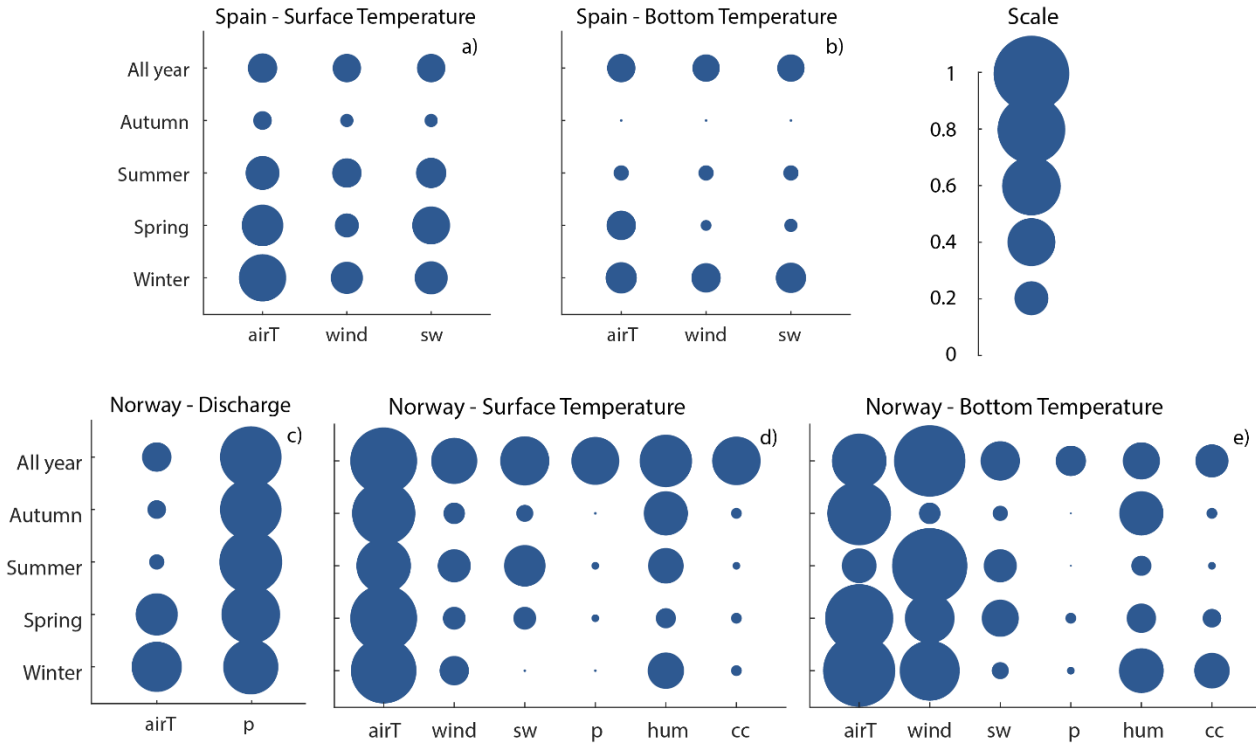 Spain - Surface Temperature
a)
All year
Autumn
Summer
Spring
Winter
airT wind sw
Spain - Bottom Temperature
b)
airT wind sw
Scale
1
0.8
0.6
0.4
0.2
0
Norway - Discharge
c)
All year
Autumn
Summer
Spring
Winter
airT p
Norway - Surface Temperature
d)
airT wind sw p hum cc
Norway - Bottom Temperature
e)
airT wind sw p hum cc